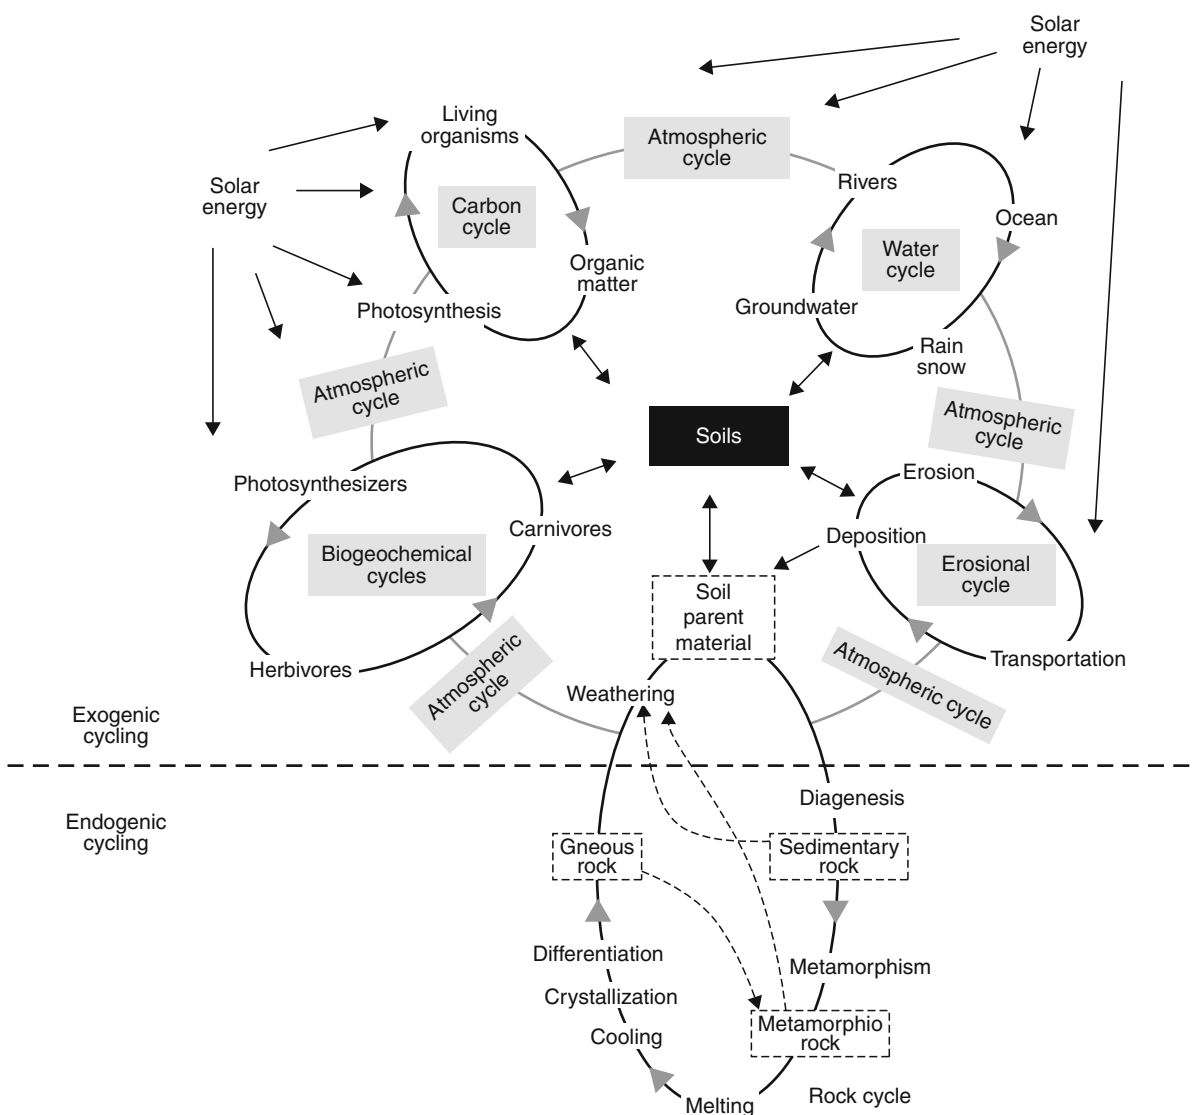 Solar
energy
Living
organisms
Atmospheric
cycle
Rivers
Solar
energy
Carbon
cycle
Ocean
Water
cycle
Organic
matter
Photosynthesis
Groundwater
Rain
snow
Atmospheric
cycle
Soils
Atmospheric
cycle
Photosynthesizers
Erosion
Carnivores
Deposition
Biogeochemical
cycles
Erosional
cycle
Soil
parent
material
Herbivores
Transportation
Atmospheric
cycle
Weathering
Atmospheric cycle
Exogenic
cycling
Endogenic
cycling
Diagenesis
Gneous
rock
Sedimentary
rock
Differentiation
Metamorphism
Crystallization
Cooling
Metamorphio
rock
Melting
Rock cycle